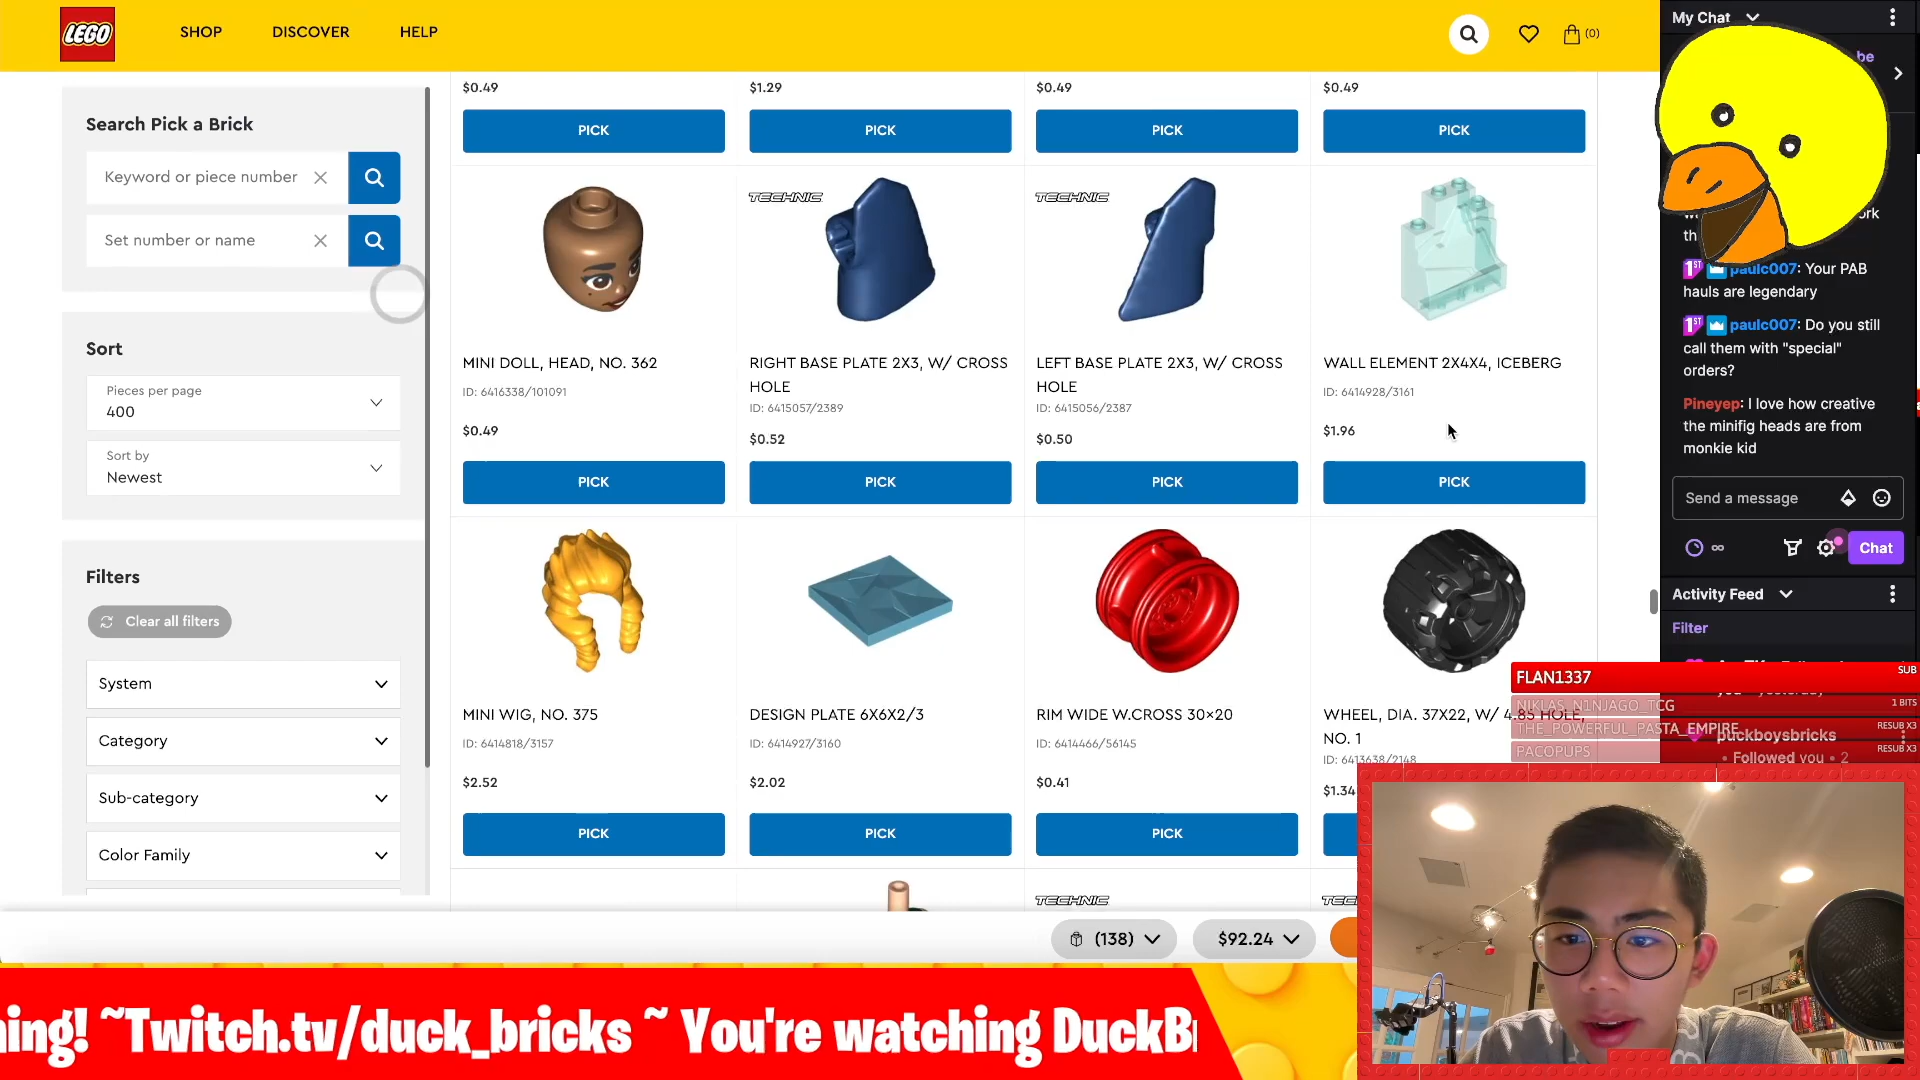 LEGO
SHOP
DISCOVER
HELP
(0)
Search Pick a Brick
Keyword or piece number
Set number or name
Sort
Pieces per page
400
Sort by
Newest
Filters
Clear all filters
System
Category
Sub-category
Color Family
$0.49
$1.29
$0.49
$0.49
PICK
PICK
PICK
PICK
MINI DOLL, HEAD, NO. 362
ID: 6416338/101091
$0.49
PICK
TECHNIC
RIGHT BASE PLATE 2X3, W/ CROSS
HOLE
ID: 6415057/2389
$0.52
PICK
TECHNIC
LEFT BASE PLATE 2X3, W/ CROSS
HOLE
ID: 6415056/2387
$0.50
PICK
WALL ELEMENT 2X4X4, ICEBERG
ID: 6414928/3161
$1.96
PICK
MINI WIG, NO. 375
ID: 6414818/3157
$2.52
PICK
DESIGN PLATE 6X6X2/3
ID: 6414927/3160
$2.02
PICK
RIM WIDE W.CROSS 30×20
ID: 6414466/56145
$0.41
PICK
WHEEL, DIA. 37X22, W/ 4.85 HOLE,
NO. 1
ID: 6413638/2148
$1.34
TECHNIC
(138)
$92.24
My Chat
be
paulc007: Your PAB
hauls are legendary
paulc007: Do you still
call them with "special"
orders?
Pineyep: I love how creative
the minifig heads are from
monkie kid
Send a message
Chat
Activity Feed
Filter
FLAN1337
SUB
NIKLAS_N1NJAGO_TCG
1 BITS
THE_POWERFUL_PASTA_EMPIRE
RESUB X3
PACOPUPS
RESUB X3
puckboysbricks
• Followed you • 2
ning! ~Twitch.tv/duck_bricks ~ You're watching DuckB